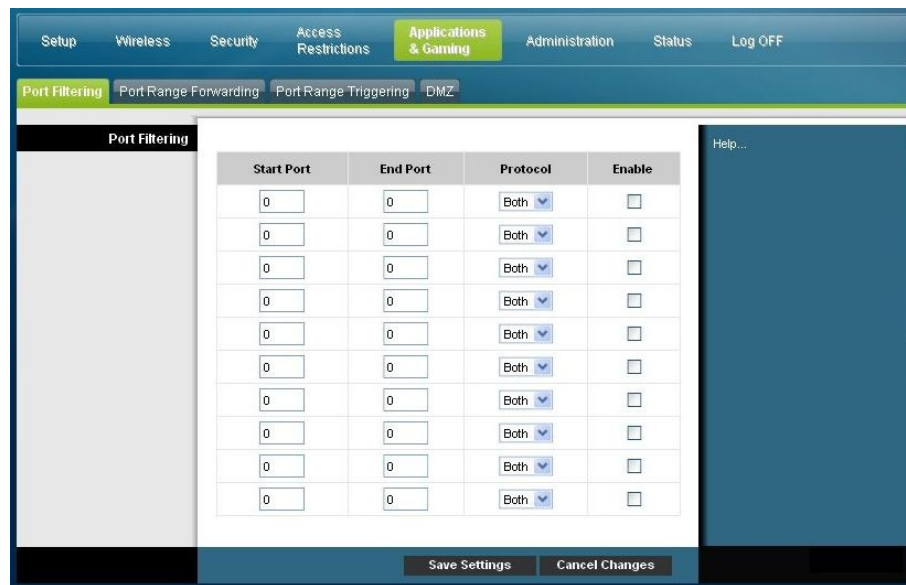 Setup Wireless Security Access Restrictions Applications & Gaming Administration Status Log OFF
Port Filtering Port Range Forwarding Port Range Triggering DMZ
Port Filtering
Help...
Start Port End Port Protocol Enable
0 0 Both
0 0 Both
0 0 Both
0 0 Both
0 0 Both
0 0 Both
0 0 Both
0 0 Both
0 0 Both
0 0 Both
Save Settings Cancel Changes